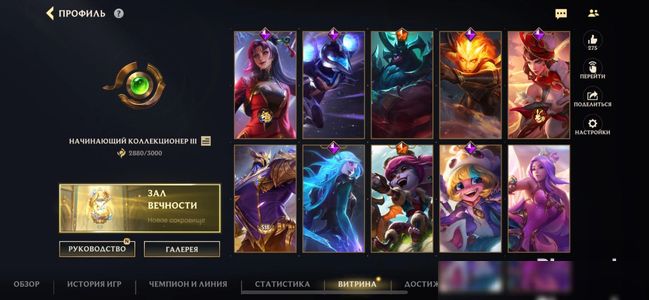 ПРОФИЛЬ ?
275
ПЕРЕЙТИ
ПОДЕЛИТЬСЯ
НАСТРОЙКИ
НАЧИНАЮЩИЙ КОЛЛЕКЦИОНЕР III
2880/3000
ЗАЛ
ВЕЧНОСТИ
Новое сокровище
РУКОВОДСТВО
ГАЛЕРЕЯ
ОБЗОР
ИСТОРИЯ ИГР
ЧЕМПИОН И ЛИНИЯ
СТАТИСТИКА
ВИТРИНА
ДОСТИЖ